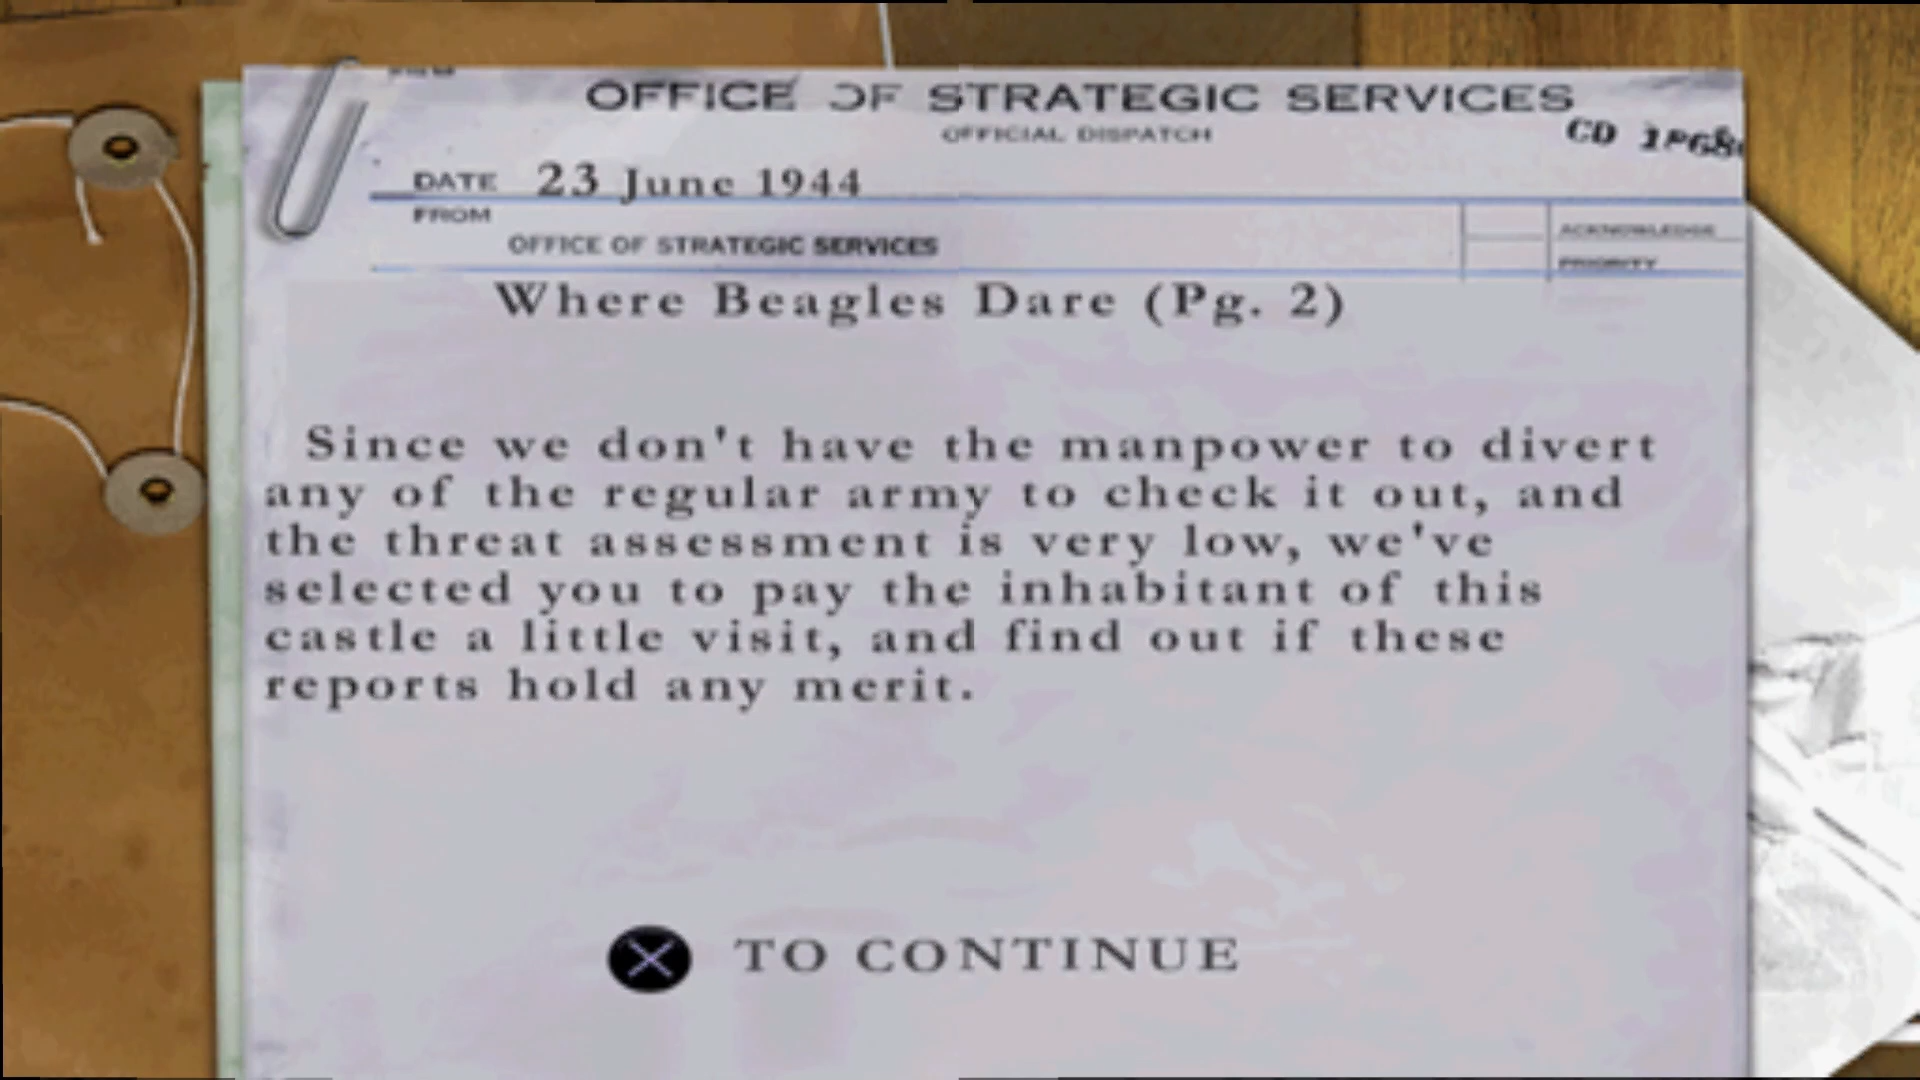 OFFICE OF STRATEGIC SERVICES
OFFICIAL DISPATCH
CD 1PG8
DATE 23 June 1944
FROM
OFFICE OF STRATEGIC SERVICES
ACKNOWLEDGE
PRIORITY
Where Beagles Dare (Pg. 2)
Since we don't have the manpower to divert
any of the regular army to check it out, and
the threat assessment is very low, we've
selected you to pay the inhabitant of this
castle a little visit, and find out if these
reports hold any merit.
TO CONTINUE